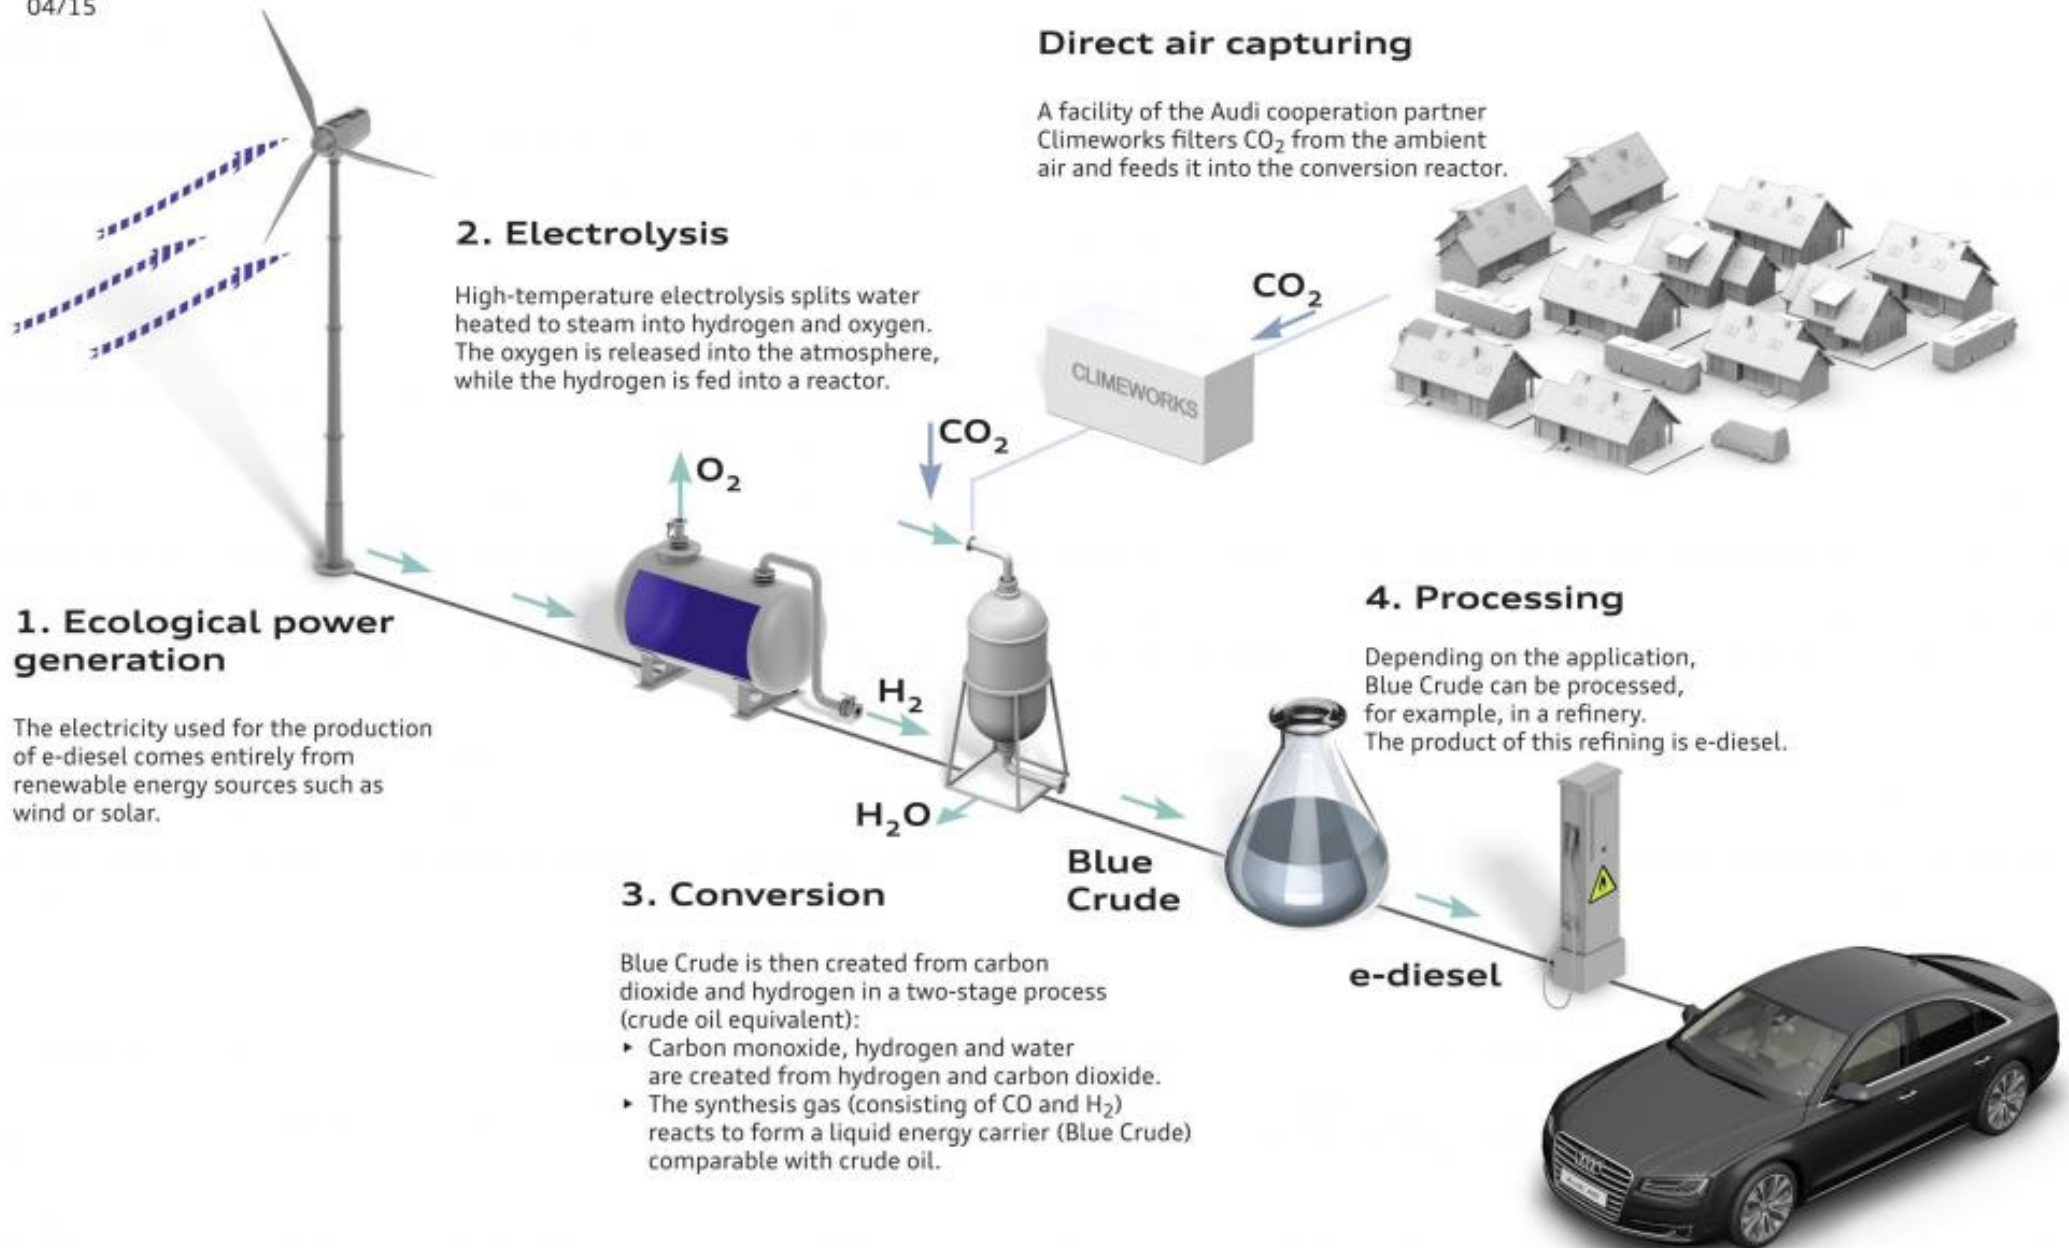 04/15
Direct air capturing
A facility of the Audi cooperation partner
Climeworks filters CO₂ from the ambient
air and feeds it into the conversion reactor.
2. Electrolysis
High-temperature electrolysis splits water
heated to steam into hydrogen and oxygen.
The oxygen is released into the atmosphere,
while the hydrogen is fed into a reactor.
CO₂
CLIMEWORKS
CO₂
O₂
1. Ecological power
generation
The electricity used for the production
of e-diesel comes entirely from
renewable energy sources such as
wind or solar.
H₂
H₂O
4. Processing
Depending on the application,
Blue Crude can be processed,
for example, in a refinery.
The product of this refining is e-diesel.
Blue
Crude
3. Conversion
Blue Crude is then created from carbon
dioxide and hydrogen in a two-stage process
(crude oil equivalent):
‣ Carbon monoxide, hydrogen and water
are created from hydrogen and carbon dioxide.
‣ The synthesis gas (consisting of CO and H₂)
reacts to form a liquid energy carrier (Blue Crude)
comparable with crude oil.
e-diesel